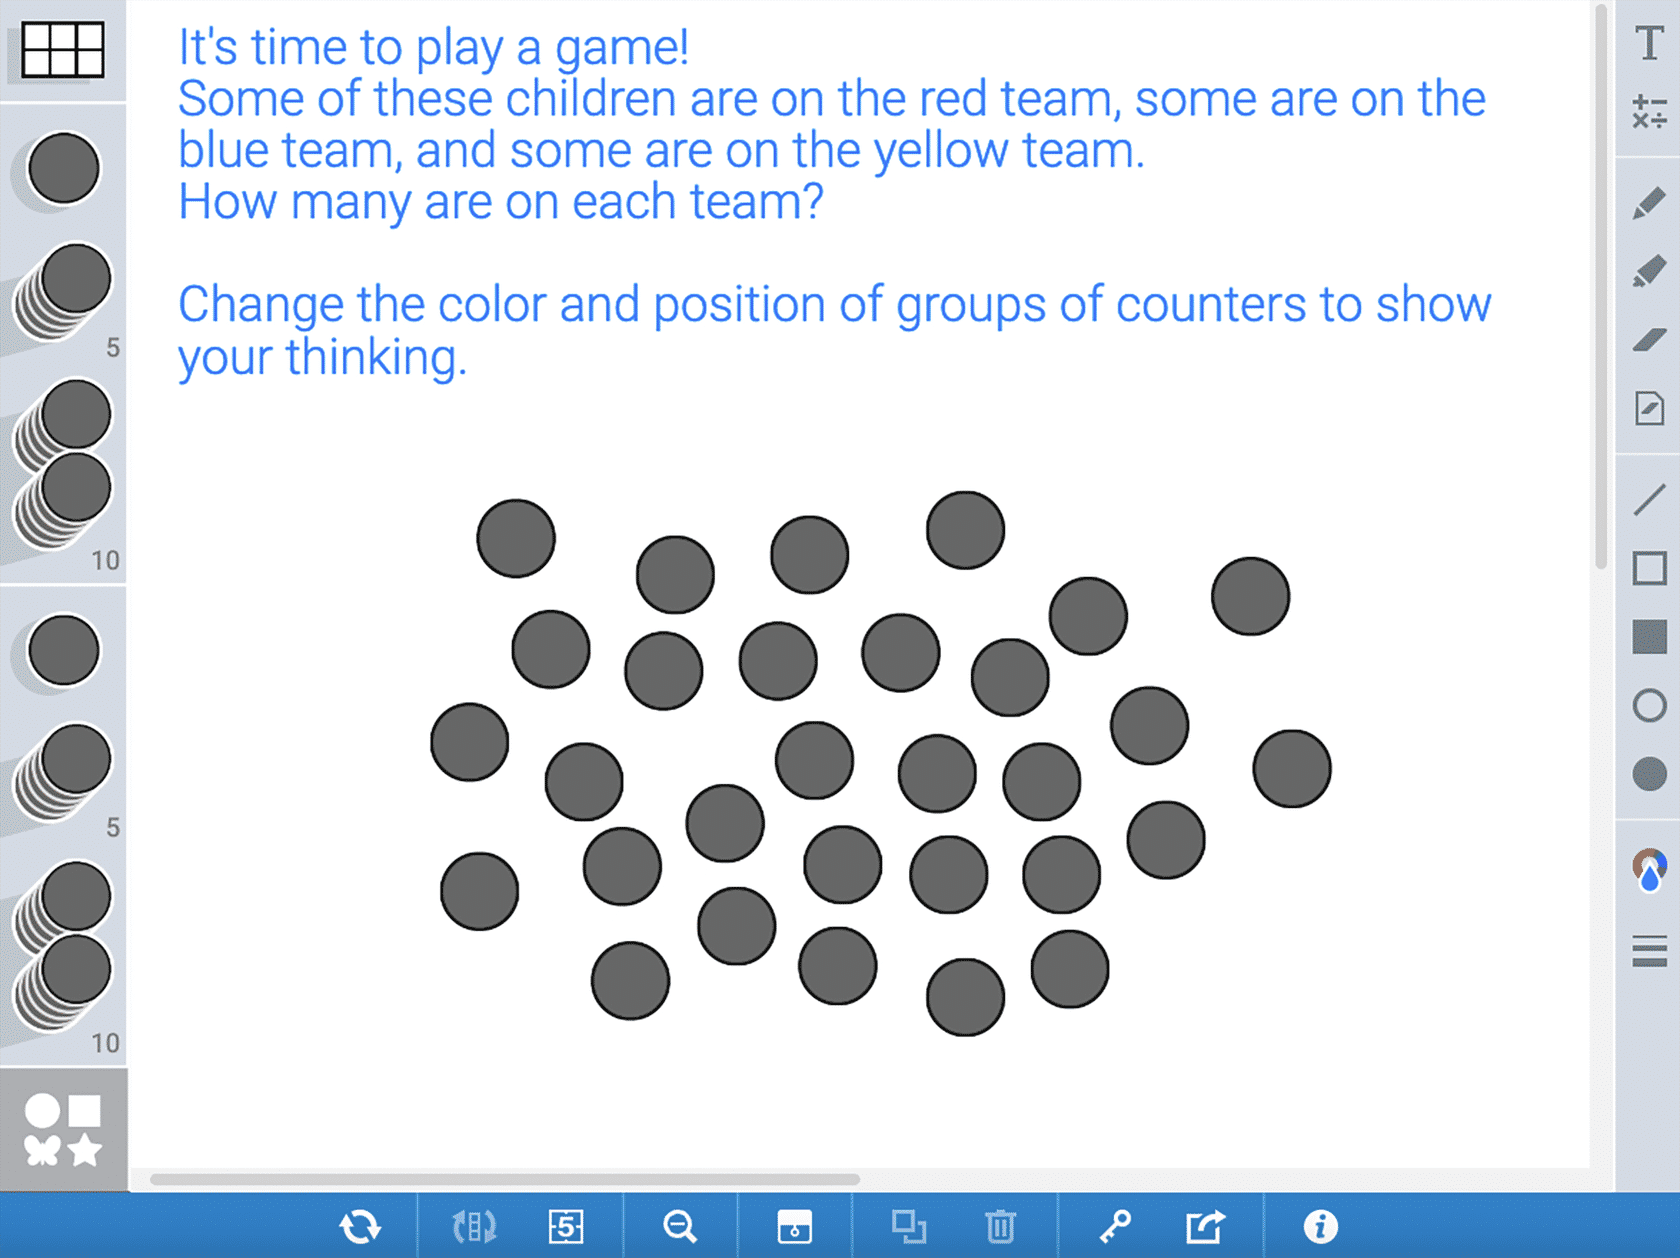 It's time to play a game!
Some of these children are on the red team, some are on the
blue team, and some are on the yellow team.
How many are on each team?
Change the color and position of groups of counters to show
your thinking.
5
10
5
10
T
5